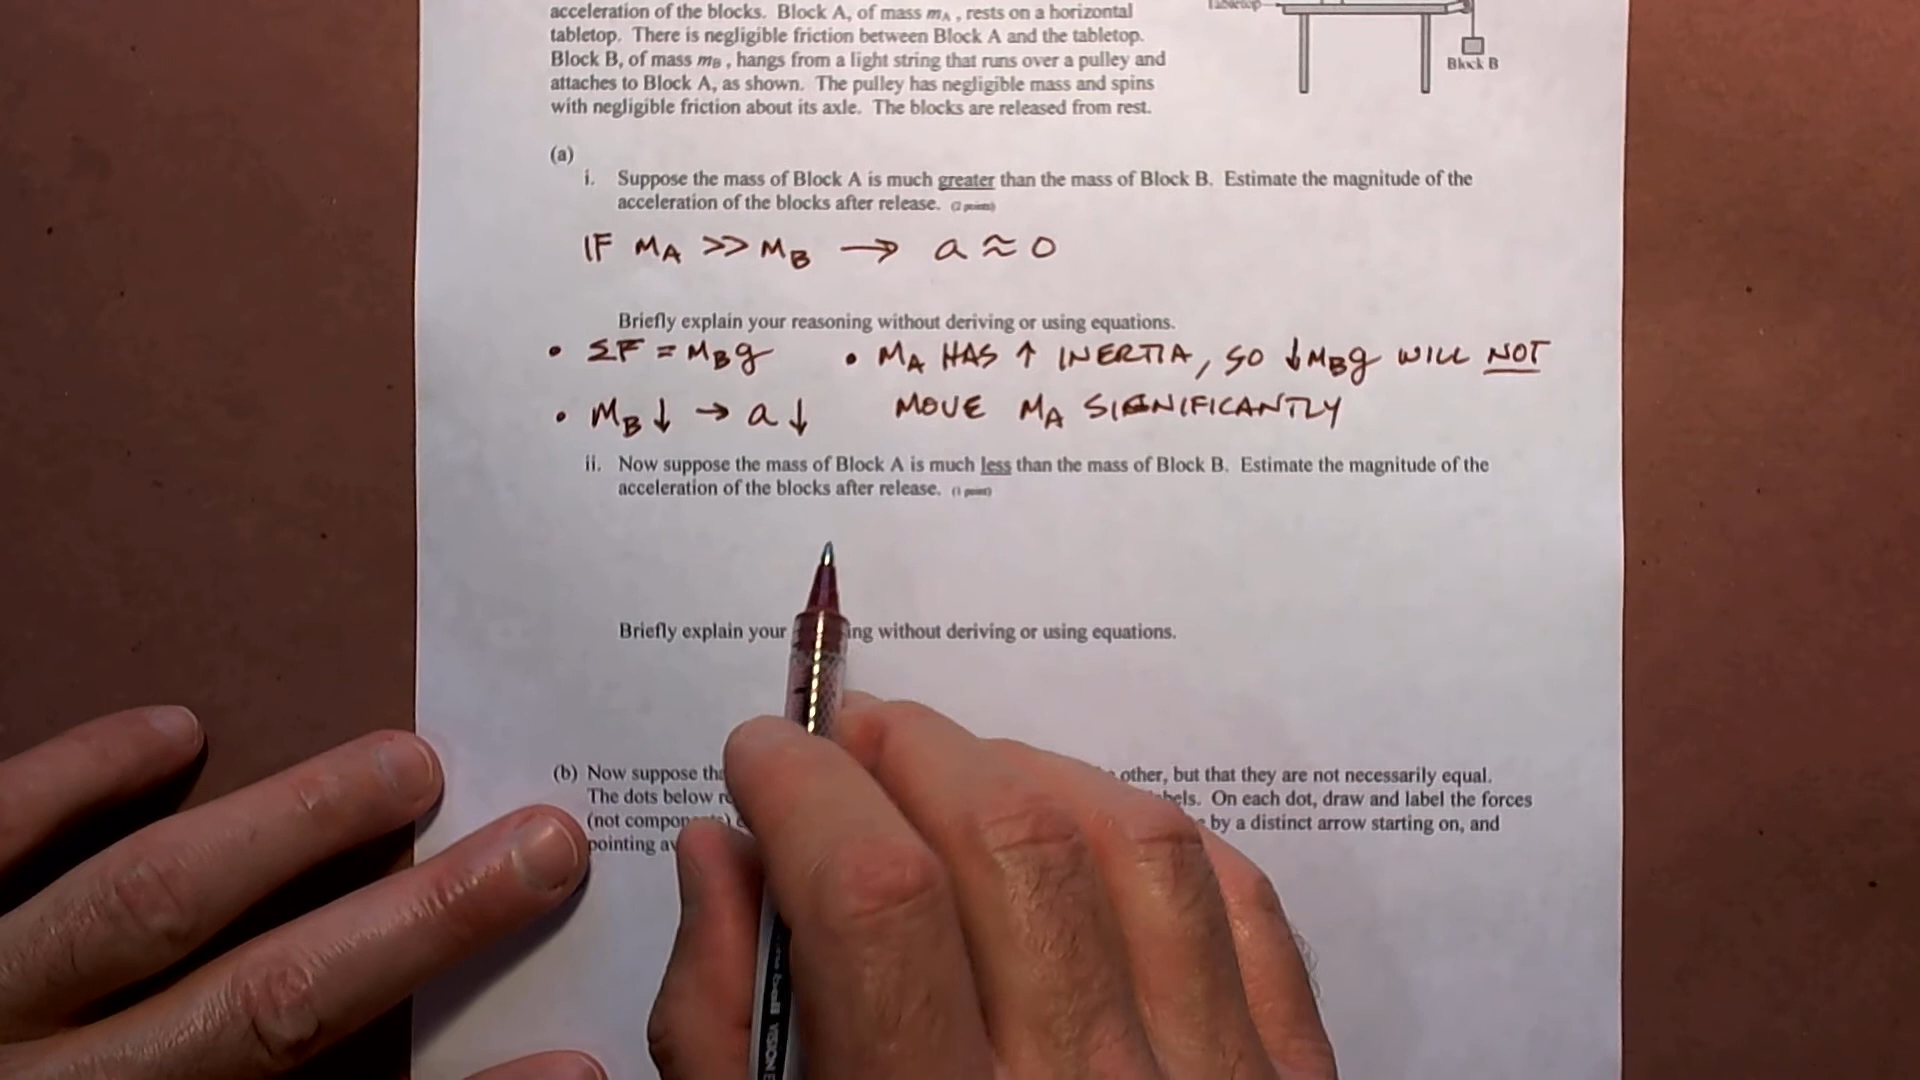 acceleration of the blocks. Block A, of mass mA , rests on a horizontal
tabletop. There is negligible friction between Block A and the tabletop.
Block B, of mass mB , hangs from a light string that runs over a pulley and
attaches to Block A, as shown. The pulley has negligible mass and spins
with negligible friction about its axle. The blocks are released from rest.
Tabletop
Block B
(a)
i. Suppose the mass of Block A is much greater than the mass of Block B. Estimate the magnitude of the
acceleration of the blocks after release. (2 points)
IF MA >> MB → a ≈ 0
Briefly explain your reasoning without deriving or using equations.
• ΣF = MBg
• MB↓ → a↓
• MA HAS ↑ INERTIA, SO ↓MBg WILL NOT
MOVE MA SIGNIFICANTLY
ii. Now suppose the mass of Block A is much less than the mass of Block B. Estimate the magnitude of the
acceleration of the blocks after release. (1 point)
Briefly explain your ing without deriving or using equations.
(b) Now suppose other, but that they are not necessarily equal.
The dots below labels. On each dot, draw and label the forces
(not by a distinct arrow starting on, and
pointing